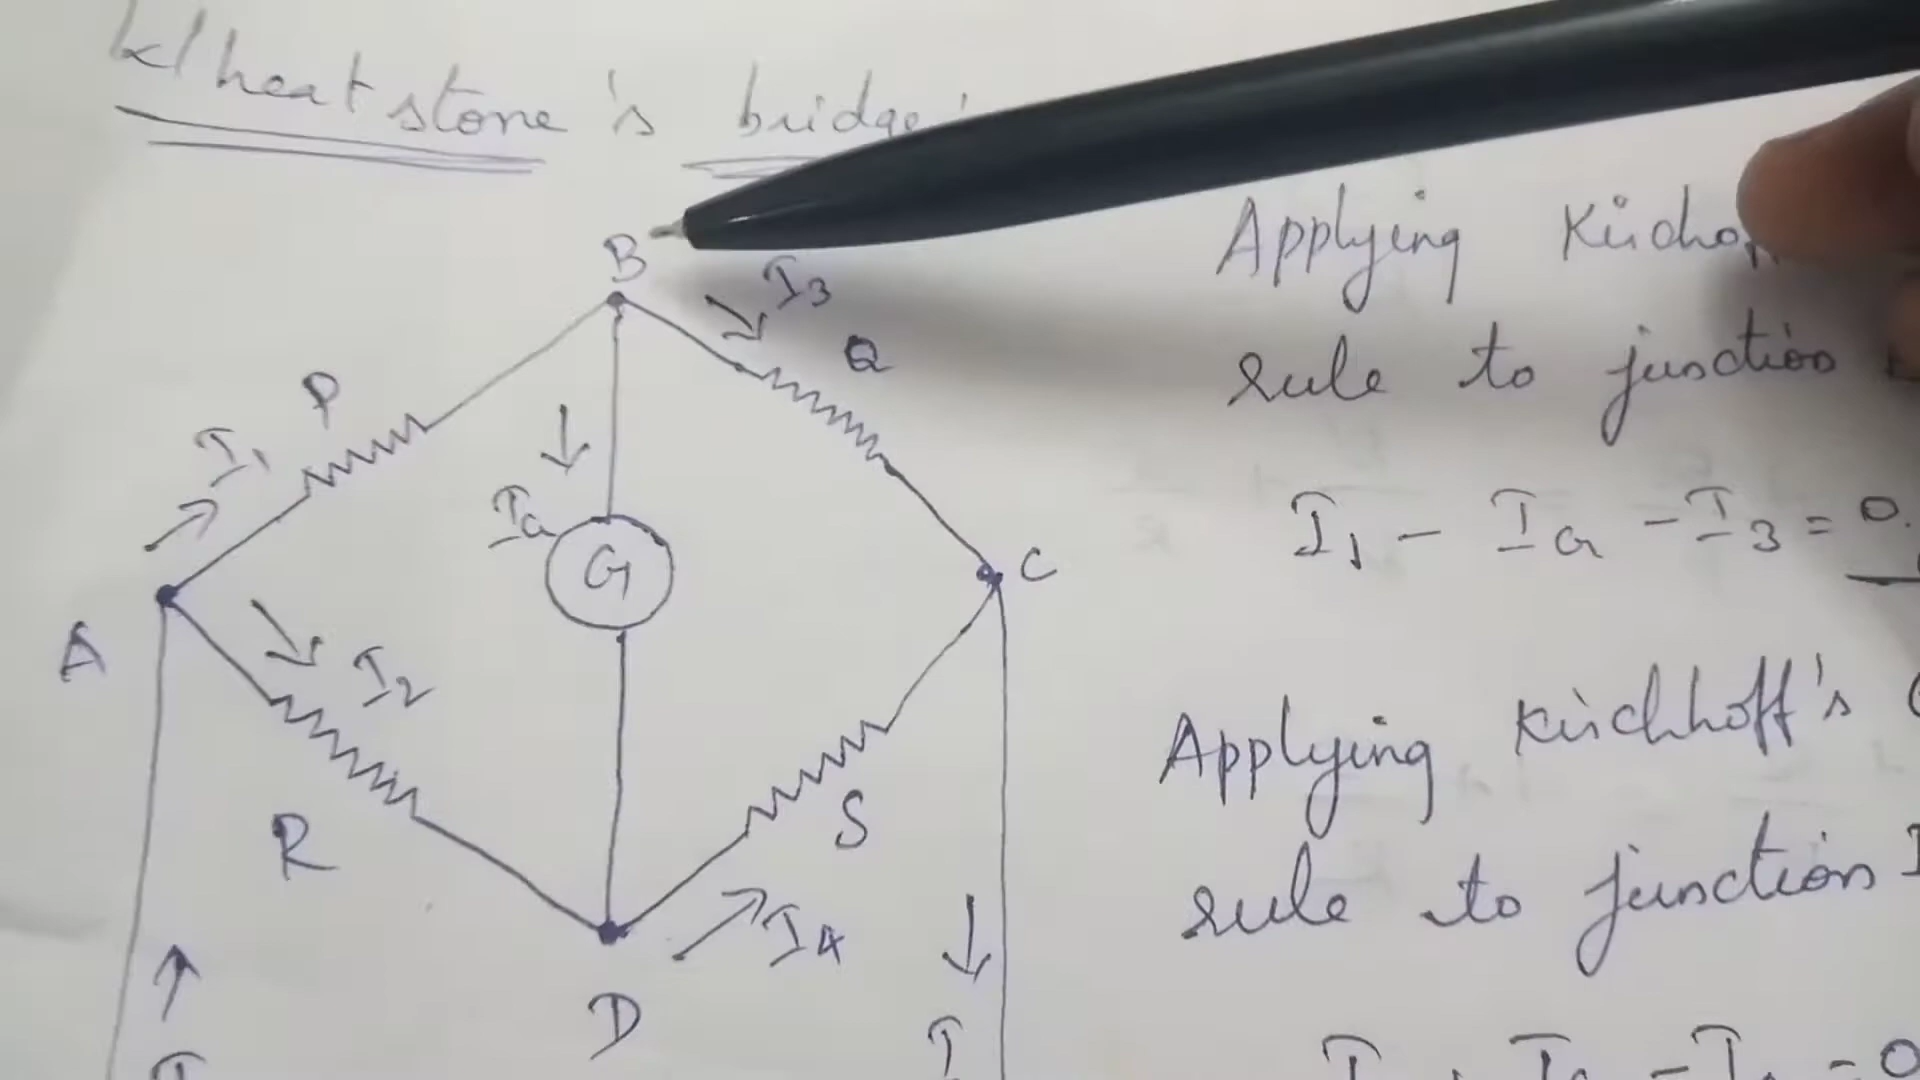 Wheatstone's bridge
B
I3
Q
P
I1
IG
G
C
A
I2
R
S
I4
D
I
I
Applying
rule to junction
I1 - IG - I3 = 0.
Applying Kirchhoff's
rule to junction